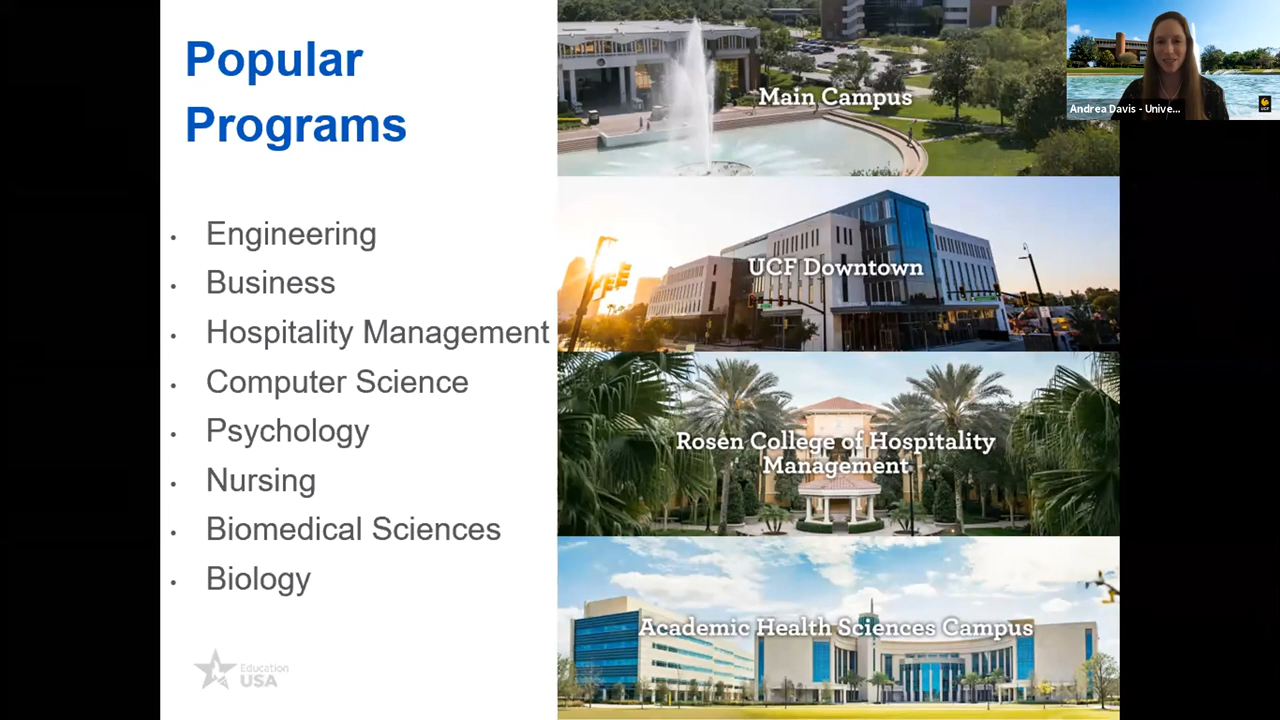 Popular
Programs
• Engineering
• Business
• Hospitality Management
• Computer Science
• Psychology
• Nursing
• Biomedical Sciences
• Biology
Education
USA
Main Campus
UCF Downtown
Rosen College of Hospitality
Management
Academic Health Sciences Campus
Andrea Davis - Unive...
UCF